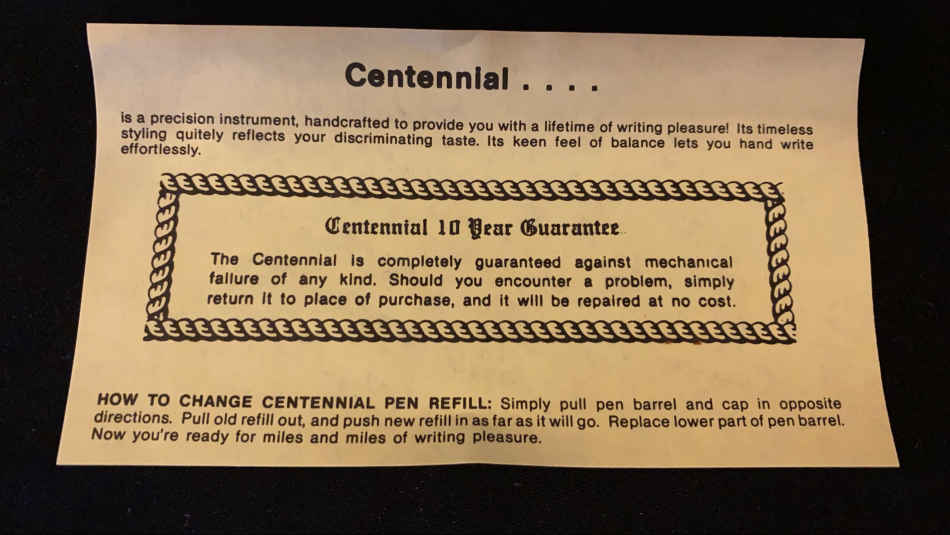 Centennial . . . .
is a precision instrument, handcrafted to provide you with a lifetime of writing pleasure! Its timeless
styling quitely reflects your discriminating taste. Its keen feel of balance lets you hand write
effortlessly.
Centennial 10 Year Guarantee
The Centennial is completely guaranteed against mechanical
failure of any kind. Should you encounter a problem, simply
return it to place of purchase, and it will be repaired at no cost.
HOW TO CHANGE CENTENNIAL PEN REFILL: Simply pull pen barrel and cap in opposite
directions. Pull old refill out, and push new refill in as far as it will go. Replace lower part of pen barrel.
Now you're ready for miles and miles of writing pleasure.